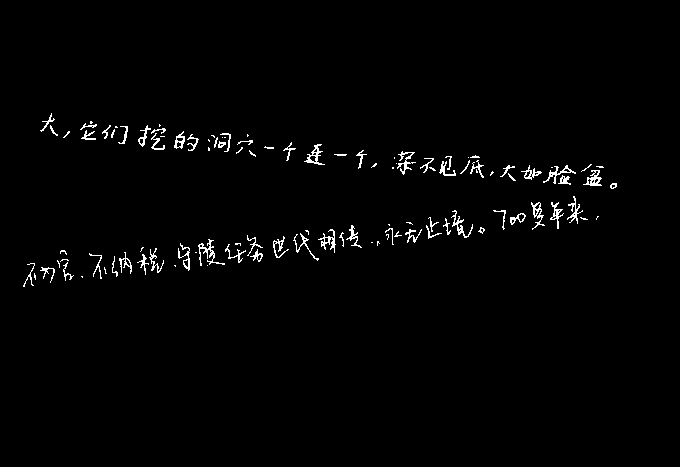 大,它们挖的洞穴一个连一个,深不见底,大如脸盆。
不为官、不纳税、守陵任务世代相传,永无止境。700多年来,